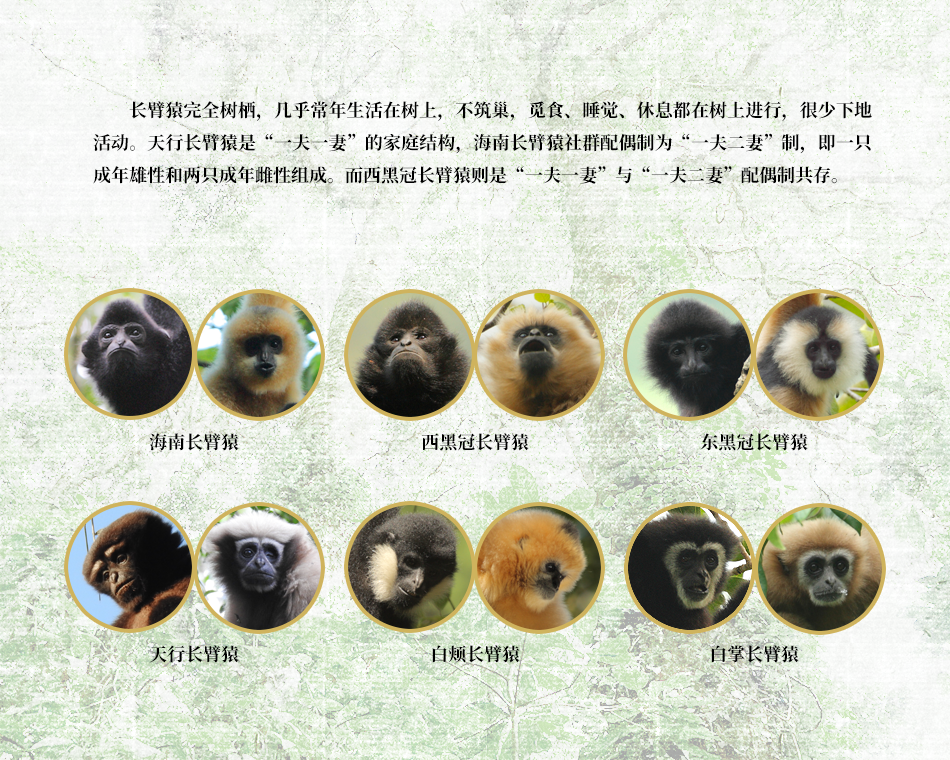 长臂猿完全树栖，几乎常年生活在树上，不筑巢，觅食、睡觉、休息都在树上进行，很少下地
活动。天行长臂猿是“一夫一妻”的家庭结构，海南长臂猿社群配偶制为“一夫二妻”制，即一只
成年雄性和两只成年雌性组成。而西黑冠长臂猿则是“一夫一妻”与“一夫二妻”配偶制共存。
海南长臂猿
西黑冠长臂猿
东黑冠长臂猿
天行长臂猿
白颊长臂猿
白掌长臂猿